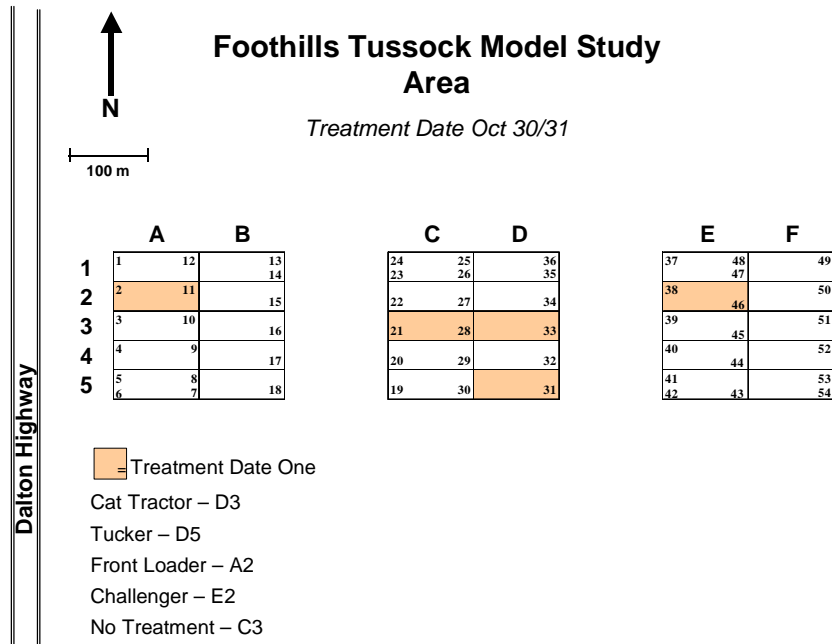 Foothills Tussock Model Study
Area
Treatment Date Oct 30/31
N
100 m
Dalton Highway
A B C D E F
1
2
3
4
5
1 12 13
14
2 11
15
3 10
16
4 9
17
5 8
6 7 18
24 25 36
23 26 35
22 27 34
21 28 33
20 29 32
19 30 31
37 48 49
47
38 50
46
39 51
45
40 52
44
41 53
42 43 54
= Treatment Date One
Cat Tractor – D3
Tucker – D5
Front Loader – A2
Challenger – E2
No Treatment – C3